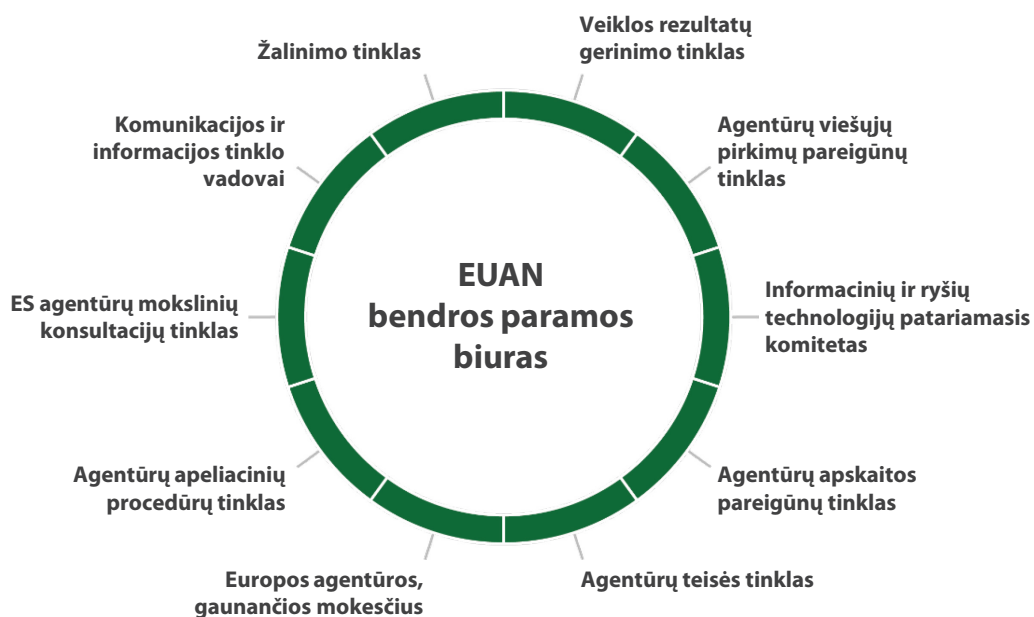 Veiklos rezultatų
gerinimo tinklas
Agentūrų viešųjų
pirkimų pareigūnų
tinklas
Informacinių ir ryšių
technologijų patariamasis
komitetas
Agentūrų apskaitos
pareigūnų tinklas
Agentūrų teisės tinklas
Europos agentūros,
gaunančios mokesčius
Agentūrų apeliacinių
procedūrų tinklas
ES agentūrų mokslinių
konsultacijų tinklas
Komunikacijos ir
informacijos tinklo
vadovai
Žalinimo tinklas
EUAN
bendros paramos
biuras